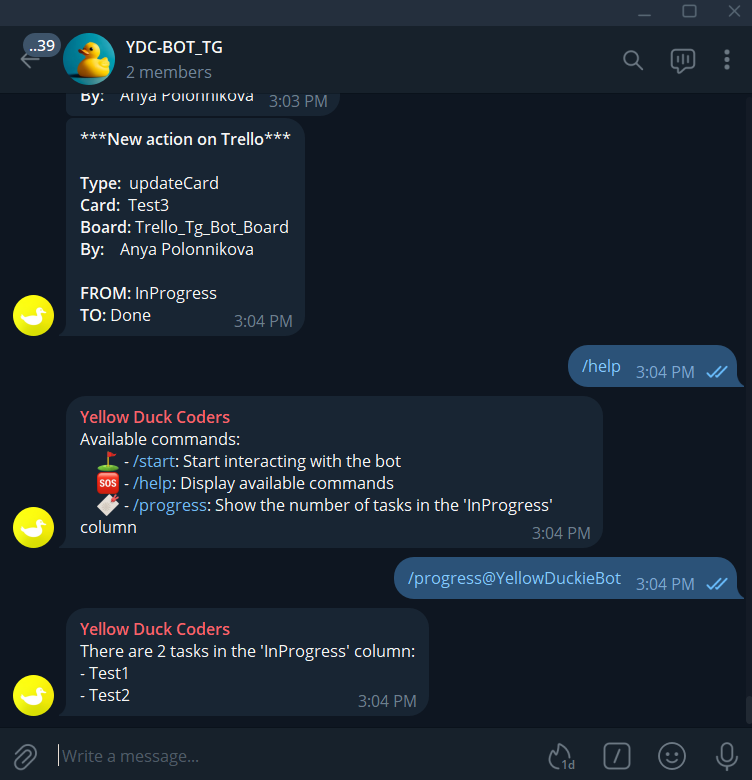 ..39
YDC-BOT_TG
2 members
By: Anya Polonnikova 3:03 PM
***New action on Trello***
Type: updateCard
Card: Test3
Board: Trello_Tg_Bot_Board
By: Anya Polonnikova
FROM: InProgress
TO: Done 3:04 PM
/help 3:04 PM
Yellow Duck Coders
Available commands:
- /start: Start interacting with the bot
SOS - /help: Display available commands
- /progress: Show the number of tasks in the 'InProgress'
column 3:04 PM
/progress@YellowDuckieBot 3:04 PM
Yellow Duck Coders
There are 2 tasks in the 'InProgress' column:
- Test1
- Test2 3:04 PM
Write a message...
1d